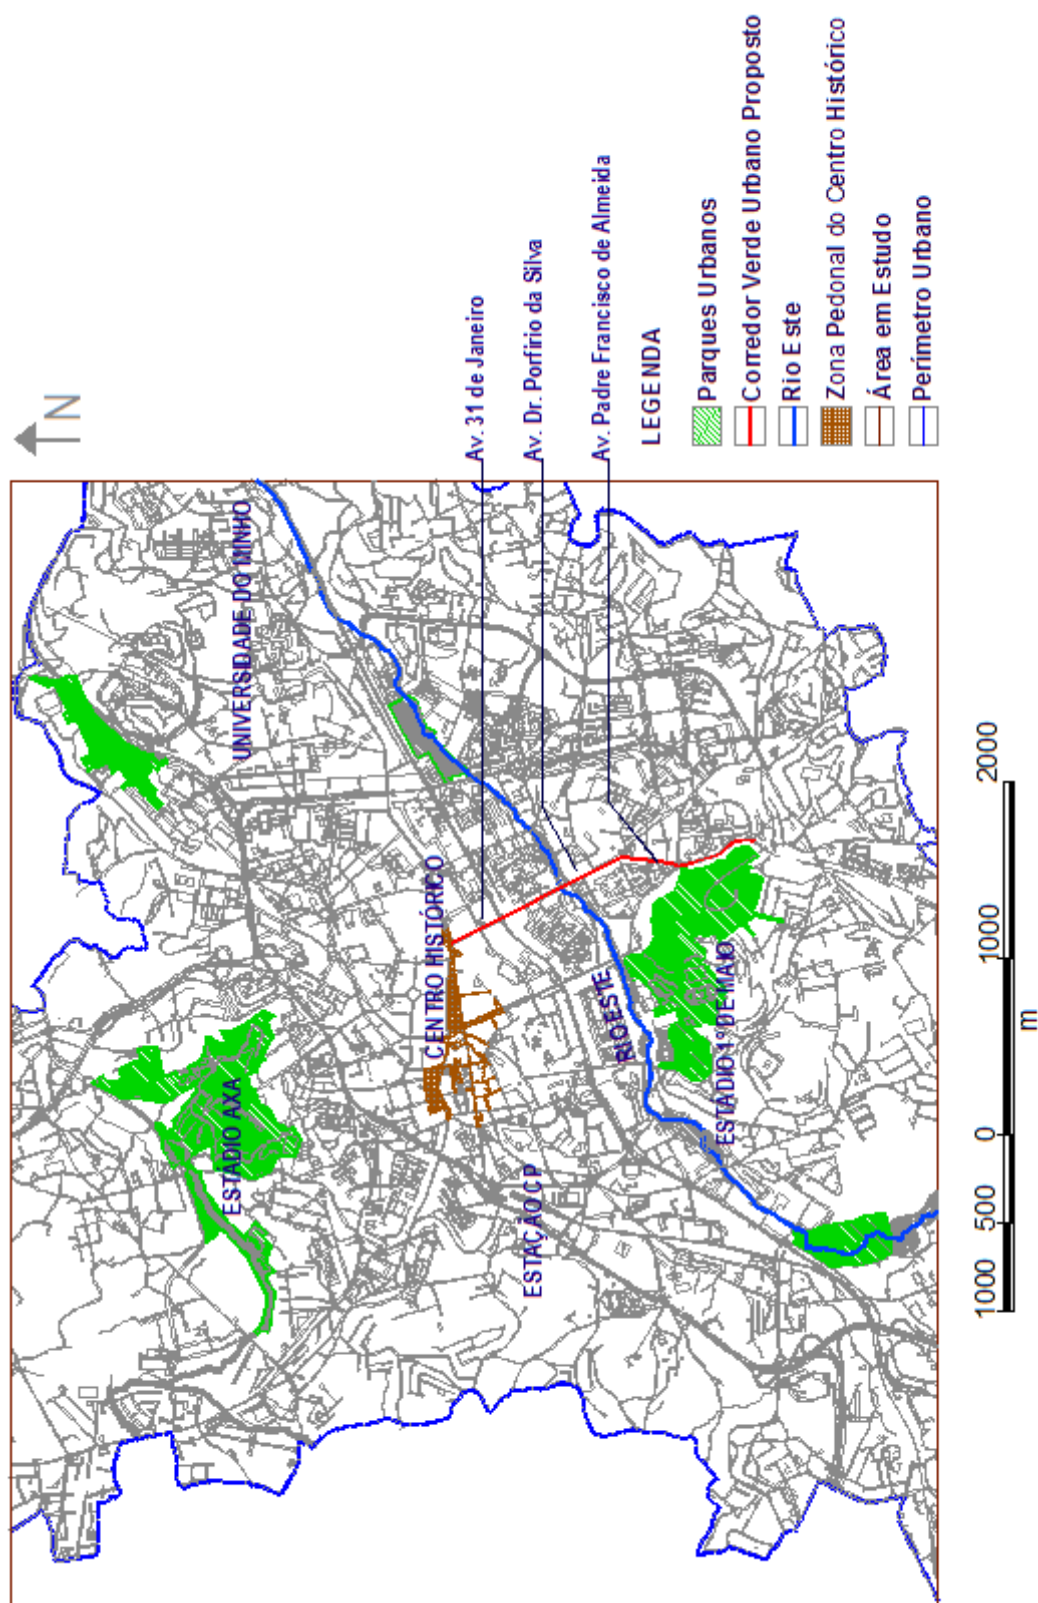 N
UNIVERSIDADE DO MINHO
ESTÁDIO AXA
CENTRO HISTÓRICO
ESTAÇÃO CP
RIO ESTE
ESTÁDIO 1º DE MAIO
Av. 31 de Janeiro
Av. Dr. Porfírio da Silva
Av. Padre Francisco de Almeida
LEGENDA
Parques Urbanos
Corredor Verde Urbano Proposto
Rio Este
Zona Pedonal do Centro Histórico
Área em Estudo
Perímetro Urbano
1000 500 0 1000 2000
m